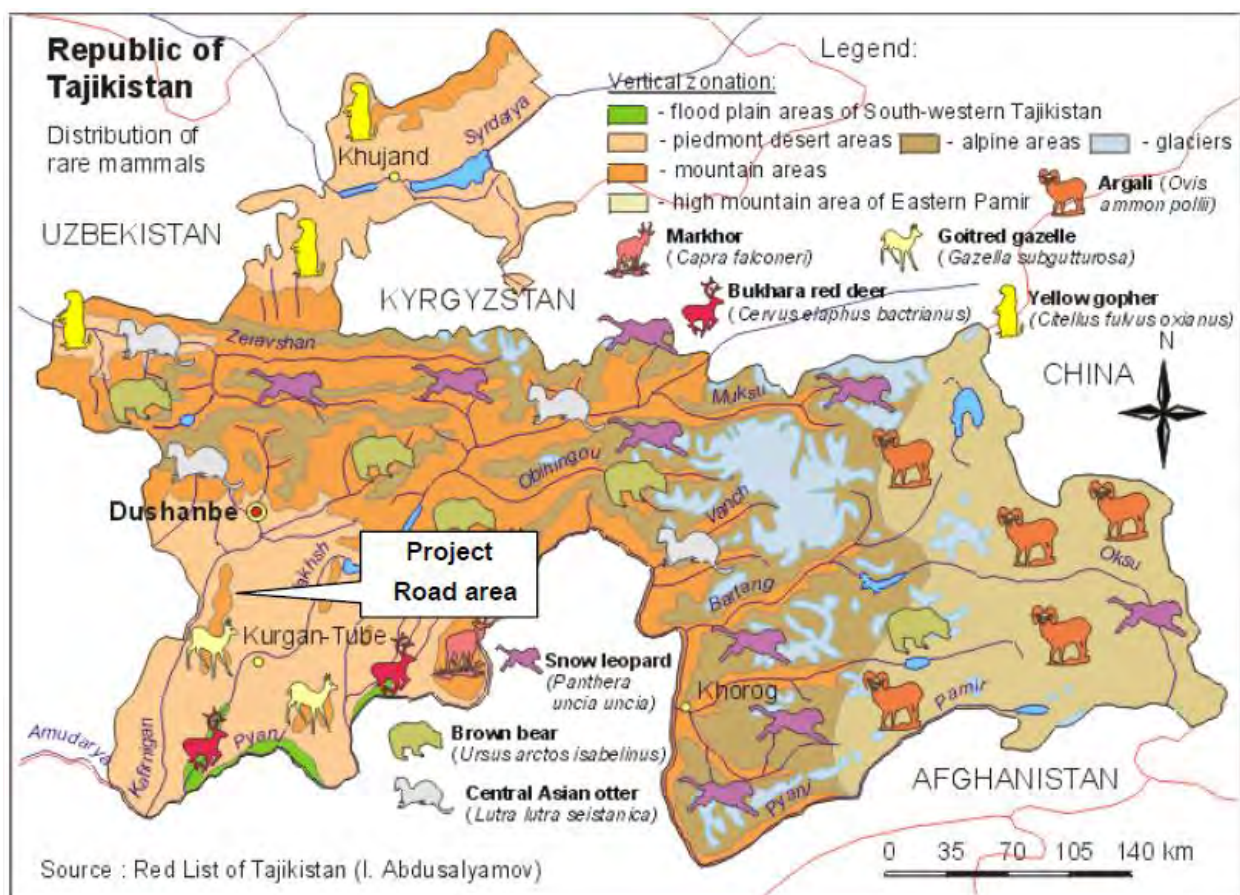 Republic of
Tajikistan
Distribution of
rare mammals
Legend:
Vertical zonation:
- flood plain areas of South-western Tajikistan
- piedmont desert areas
- alpine areas
- glaciers
- mountain areas
- high mountain area of Eastern Pamir
Argali (Ovis
ammon pollii)
Markhor
(Capra falconeri)
Goitred gazelle
(Gazella subgutturosa)
Bukhara red deer
(Cervus elaphus bactrianus)
Yellow gopher
(Citellus fulvus oxianus)
Syrdarya
Khujand
UZBEKISTAN
KYRGYZSTAN
N
CHINA
Zeravshan
Muksu
Obihingou
Vanch
Dushanbe
Project
Road area
akhsh
Bartang
Oksu
Kurgan-Tube
Snow leopard
(Panthera
uncia uncia)
Khorog
Pamir
Amudarya
Kafirnigan
Pyanj
Brown bear
(Ursus arctos isabelinus)
Central Asian otter
(Lutra lutra seistanica)
Pyanj
AFGHANISTAN
0 35 70 105 140 km
Source : Red List of Tajikistan (I. Abdusalyamov)